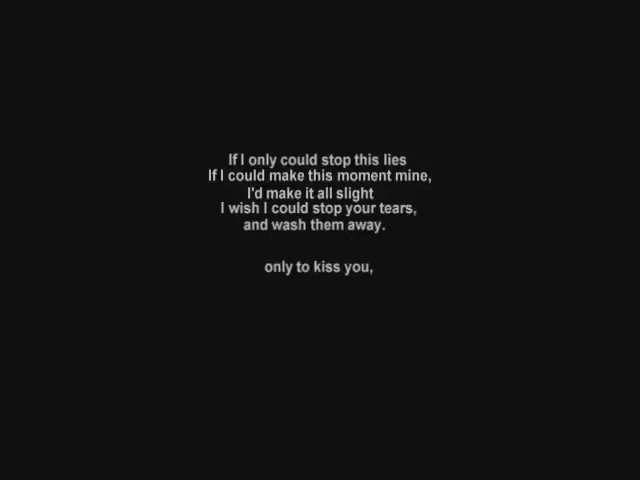 If I only could stop this lies
If I could make this moment mine,
I'd make it all slight
I wish I could stop your tears,
and wash them away.
only to kiss you,